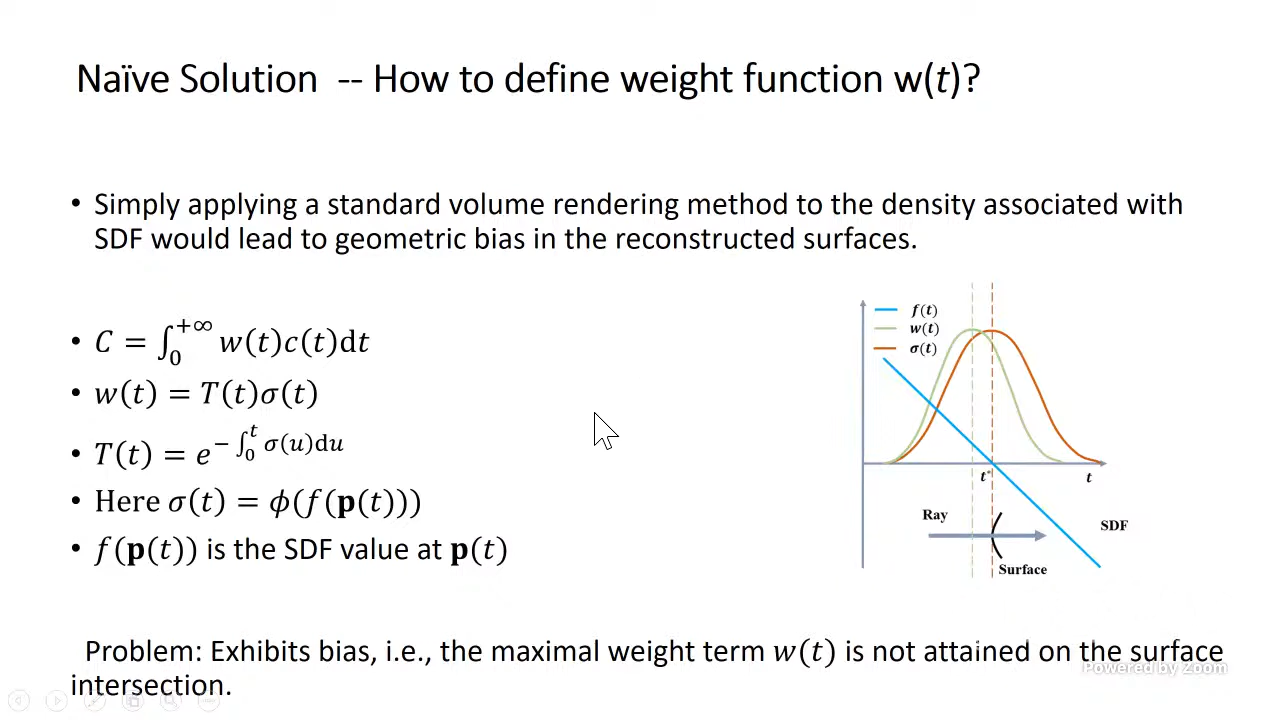 Naïve Solution -- How to define weight function w(t)?
• Simply applying a standard volume rendering method to the density associated with
SDF would lead to geometric bias in the reconstructed surfaces.
• C = ∫₀^{+∞} w(t)c(t)dt
• w(t) = T(t)σ(t)
• T(t) = e^{−∫₀^t σ(u)du}
• Here σ(t) = ϕ(f(p(t)))
• f(p(t)) is the SDF value at p(t)
f(t)
w(t)
σ(t)
t*
t
Ray
SDF
Surface
Problem: Exhibits bias, i.e., the maximal weight term w(t) is not attained on the surface
intersection.
Powered by Zoom